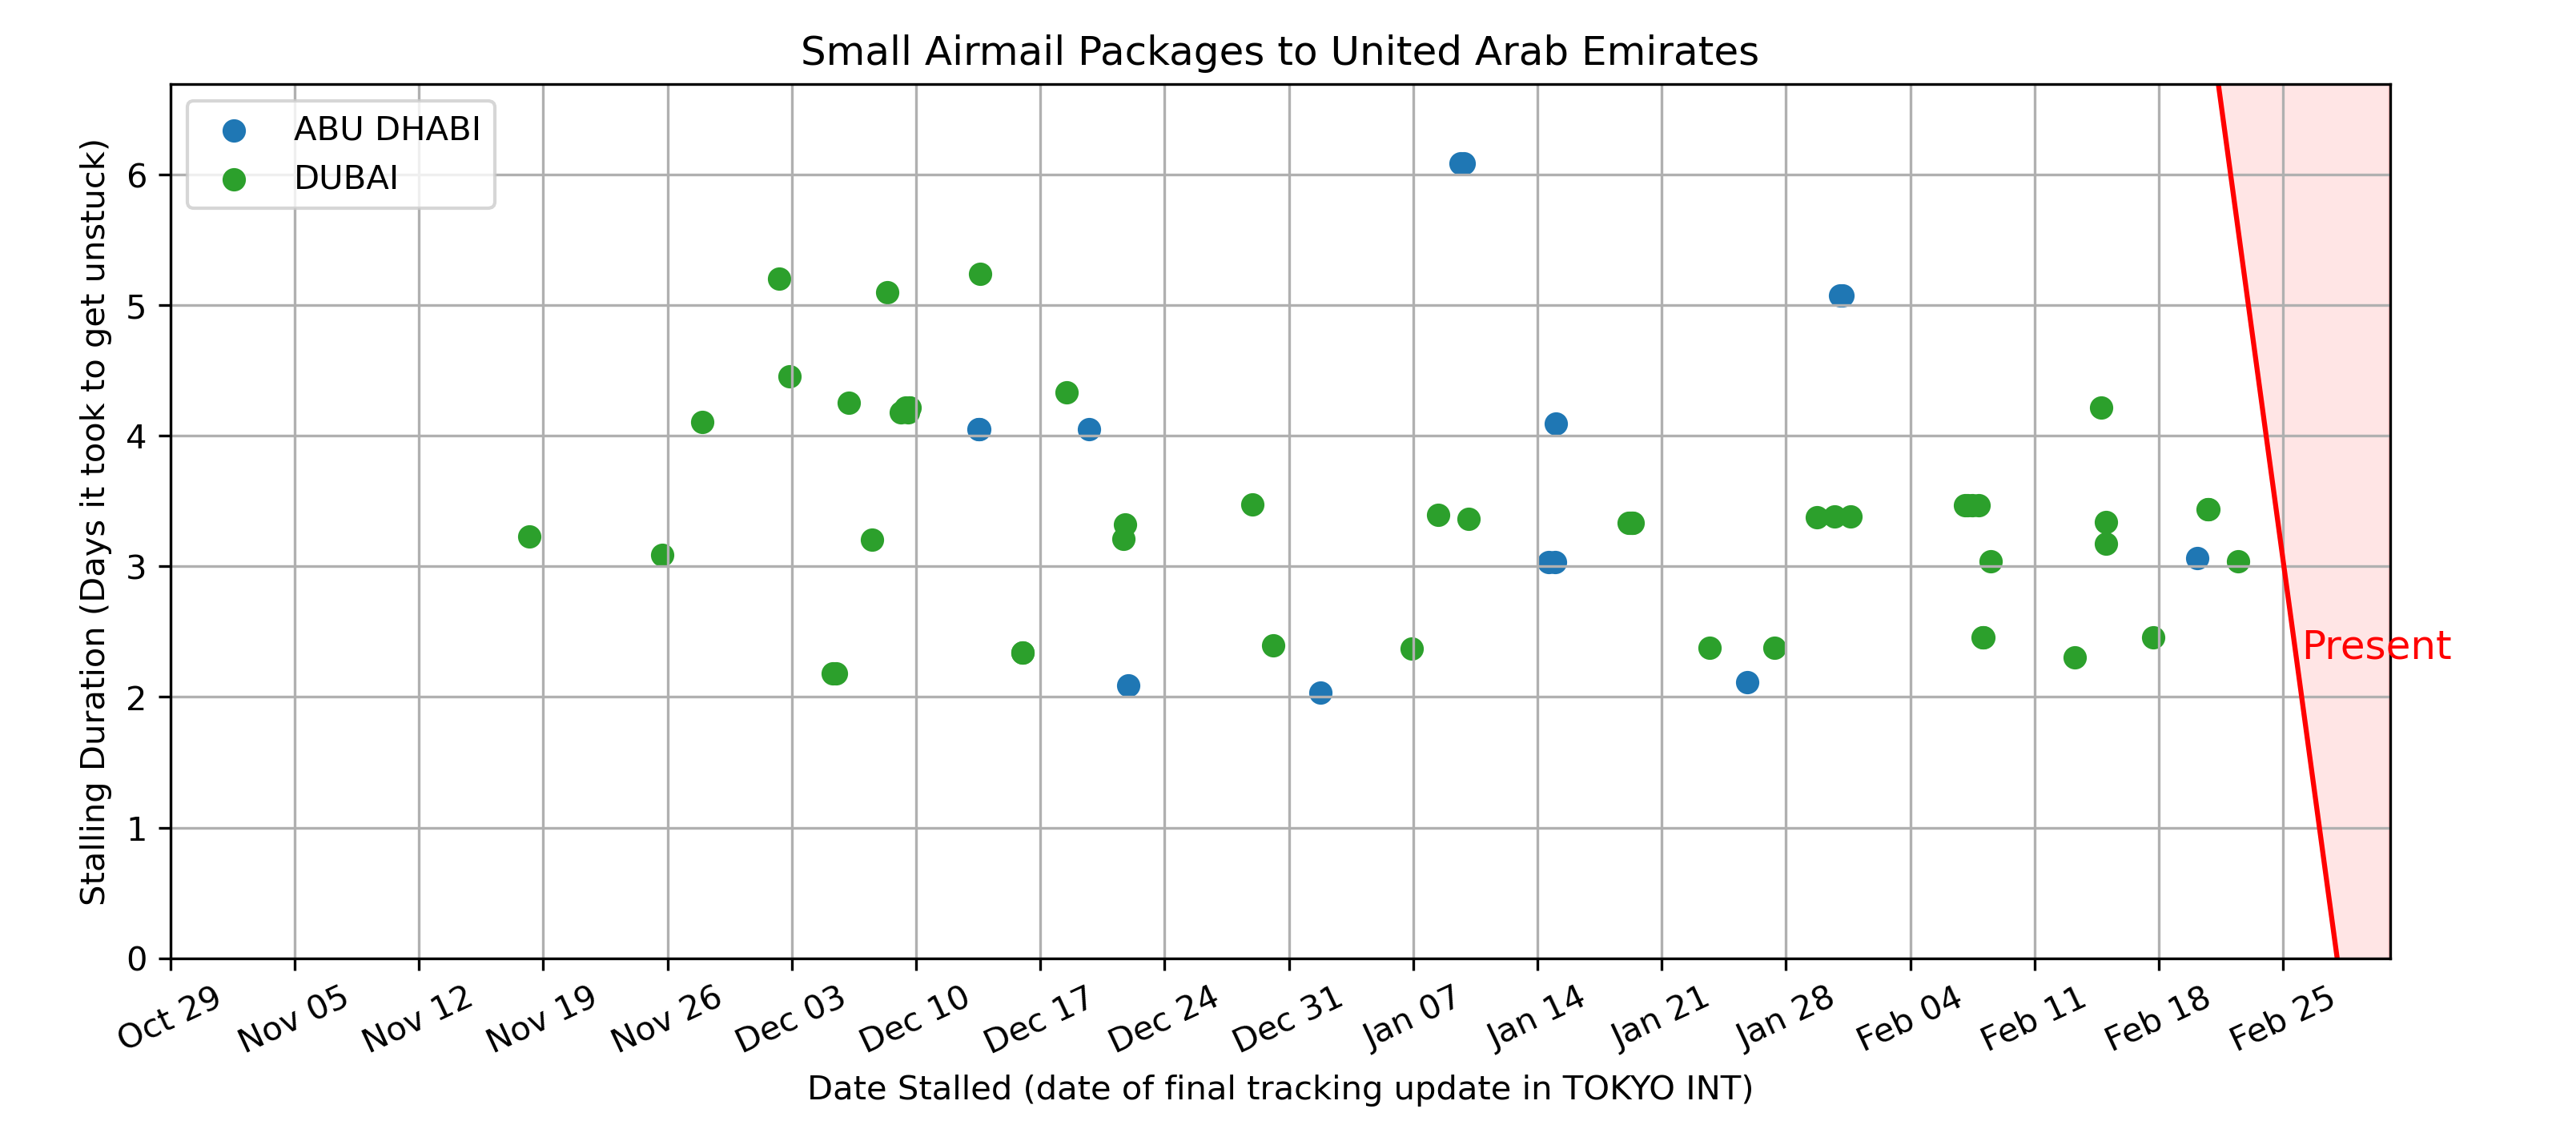 Small Airmail Packages to United Arab Emirates
ABU DHABI
DUBAI
Stalling Duration (Days it took to get unstuck)
6
5
4
3
2
1
0
Present
Oct 29
Nov 05
Nov 12
Nov 19
Nov 26
Dec 03
Dec 10
Dec 17
Dec 24
Dec 31
Jan 07
Jan 14
Jan 21
Jan 28
Feb 04
Feb 11
Feb 18
Feb 25
Date Stalled (date of final tracking update in TOKYO INT)